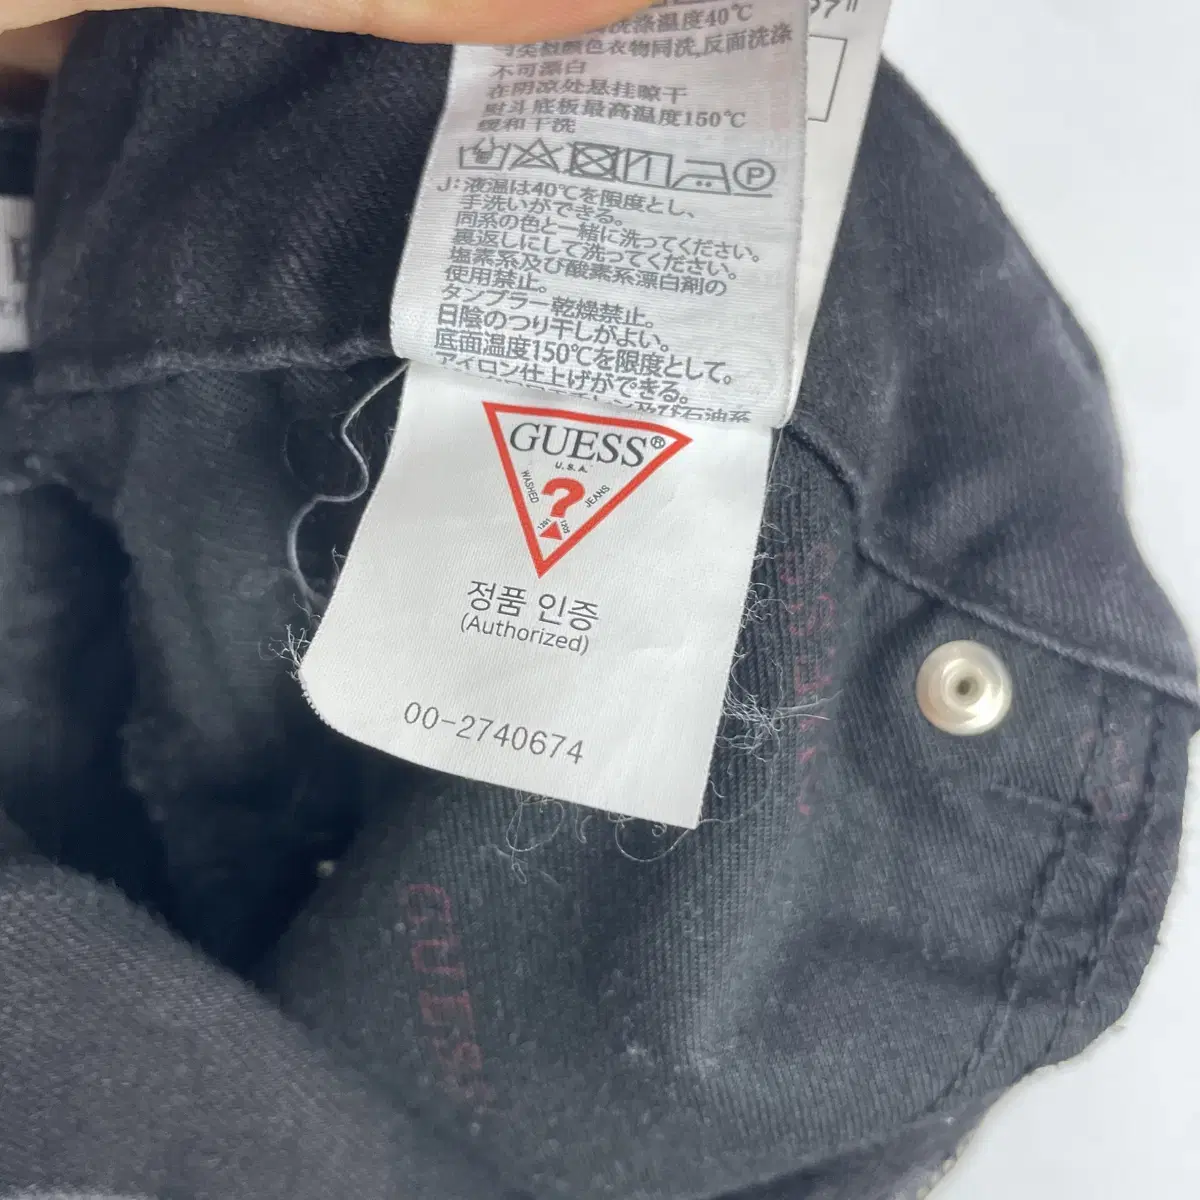 洗涤温度40℃
与类似颜色衣物同洗,反面洗涤
不可漂白
在阴凉处悬挂晾干
熨斗底板最高温度150℃
缓和干洗
P
J:液温は40℃を限度とし、
手洗いができる。
同系の色と一緒に洗ってください。
裏返しにして洗ってください。
塩素系及び酸素系漂白剤の
使用禁止。
タンブラー乾燥禁止。
日陰のつり干しがよい。
底面温度150℃を限度として。
アイロン仕上げができる。
及び石油系
GUESS®
U.S.A.
WASHED
?
JEANS
정품 인증
(Authorized)
00-2740674
GUESS